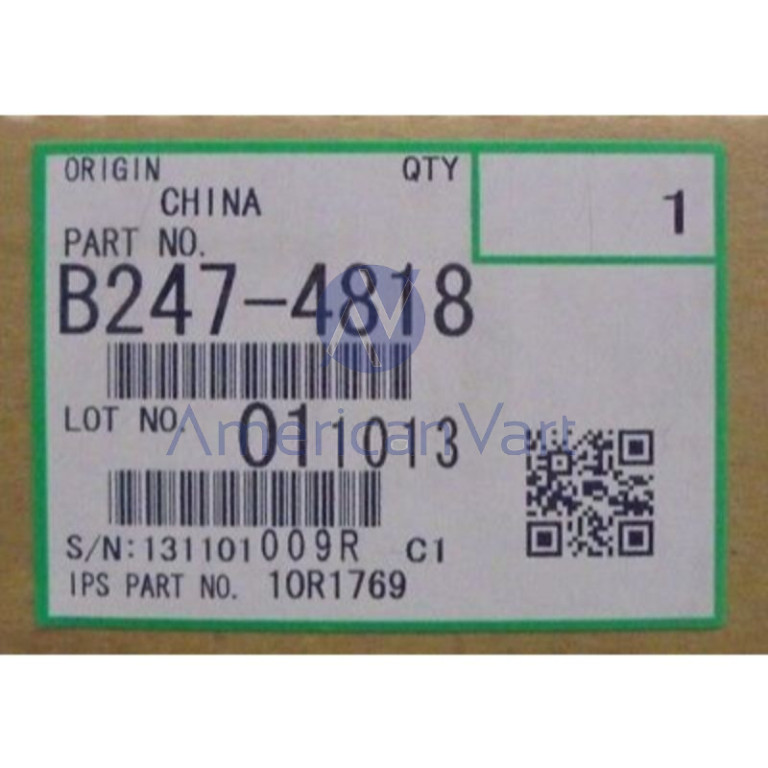 ORIGIN QTY
CHINA 1
PART NO.
B247-4818
LOT NO. 011013
AmericanVart
S/N:131101009R C1
IPS PART NO. 10R1769